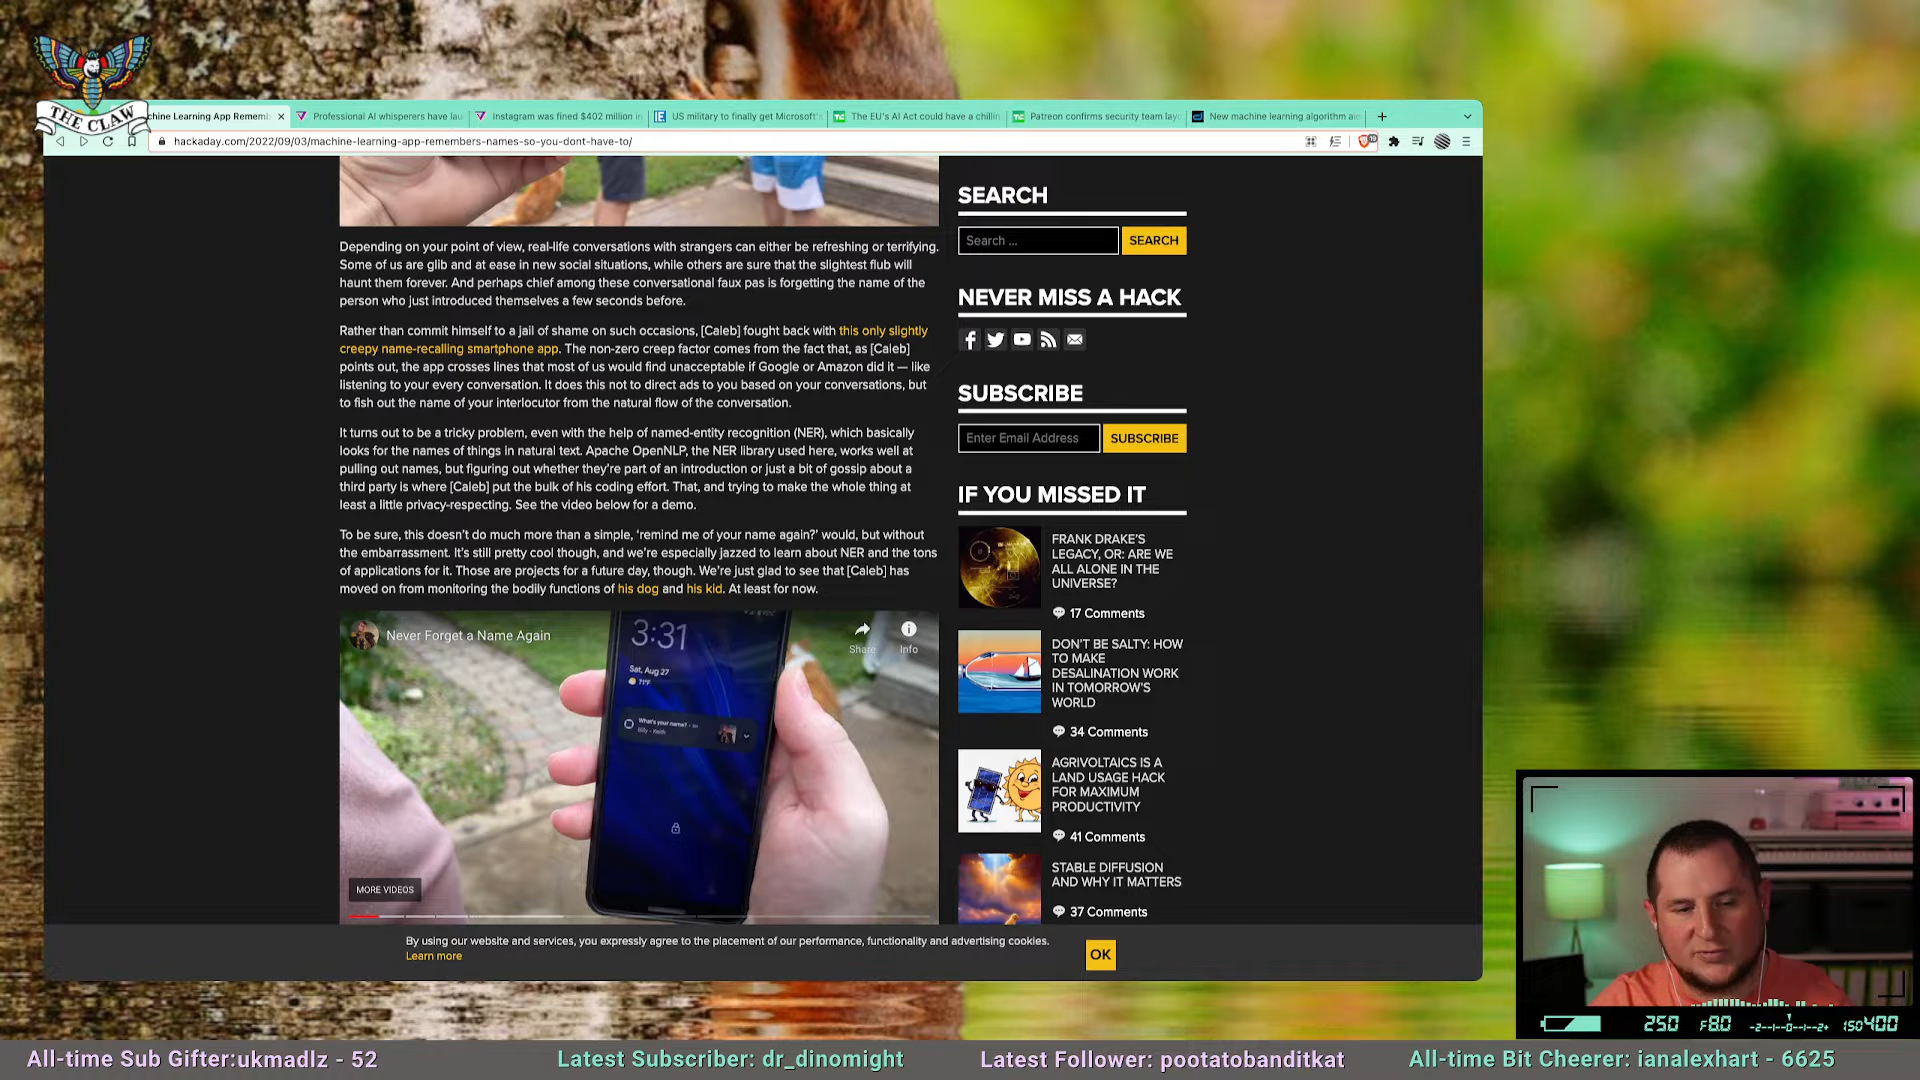 THE CLAW
chine Learning App Rememb
Professional AI whisperers have lau
Instagram was fined $402 million in
US military to finally get Microsoft's
The EU's AI Act could have a chillin
Patreon confirms security team lay
New machine learning algorithm aid
hackaday.com/2022/09/03/machine-learning-app-remembers-names-so-you-dont-have-to/
Depending on your point of view, real-life conversations with strangers can either be refreshing or terrifying.
Some of us are glib and at ease in new social situations, while others are sure that the slightest flub will
haunt them forever. And perhaps chief among these conversational faux pas is forgetting the name of the
person who just introduced themselves a few seconds before.
Rather than commit himself to a jail of shame on such occasions, [Caleb] fought back with this only slightly
creepy name-recalling smartphone app. The non-zero creep factor comes from the fact that, as [Caleb]
points out, the app crosses lines that most of us would find unacceptable if Google or Amazon did it — like
listening to your every conversation. It does this not to direct ads to you based on your conversations, but
to fish out the name of your interlocutor from the natural flow of the conversation.
It turns out to be a tricky problem, even with the help of named-entity recognition (NER), which basically
looks for the names of things in natural text. Apache OpenNLP, the NER library used here, works well at
pulling out names, but figuring out whether they're part of an introduction or just a bit of gossip about a
third party is where [Caleb] put the bulk of his coding effort. That, and trying to make the whole thing at
least a little privacy-respecting. See the video below for a demo.
To be sure, this doesn't do much more than a simple, 'remind me of your name again?' would, but without
the embarrassment. It's still pretty cool though, and we're especially jazzed to learn about NER and the tons
of applications for it. Those are projects for a future day, though. We're just glad to see that [Caleb] has
moved on from monitoring the bodily functions of his dog and his kid. At least for now.
Never Forget a Name Again
Share
Info
3:31
Sat, Aug 27
71°F
What's your name?
Billy - Keith
MORE VIDEOS
SEARCH
Search ...
SEARCH
NEVER MISS A HACK
SUBSCRIBE
Enter Email Address
SUBSCRIBE
IF YOU MISSED IT
FRANK DRAKE'S
LEGACY, OR: ARE WE
ALL ALONE IN THE
UNIVERSE?
17 Comments
DON'T BE SALTY: HOW
TO MAKE
DESALINATION WORK
IN TOMORROW'S
WORLD
34 Comments
AGRIVOLTAICS IS A
LAND USAGE HACK
FOR MAXIMUM
PRODUCTIVITY
41 Comments
STABLE DIFFUSION
AND WHY IT MATTERS
37 Comments
By using our website and services, you expressly agree to the placement of our performance, functionality and advertising cookies.
Learn more
OK
250
F8.0
-2--1--0--1--2+
ISO400
All-time Sub Gifter:ukmadlz - 52
Latest Subscriber: dr_dinomight
Latest Follower: pootatobanditkat
All-time Bit Cheerer: ianalexhart - 6625